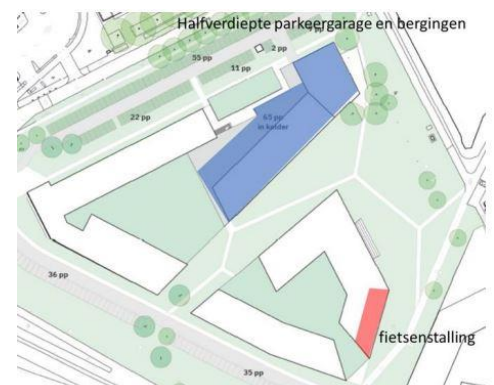 Halfverdiepte parkeergarage en bergingen
2 pp
55 pp
11 pp
22 pp
65 pp
in kelder
36 pp
fietsenstalling
35 pp